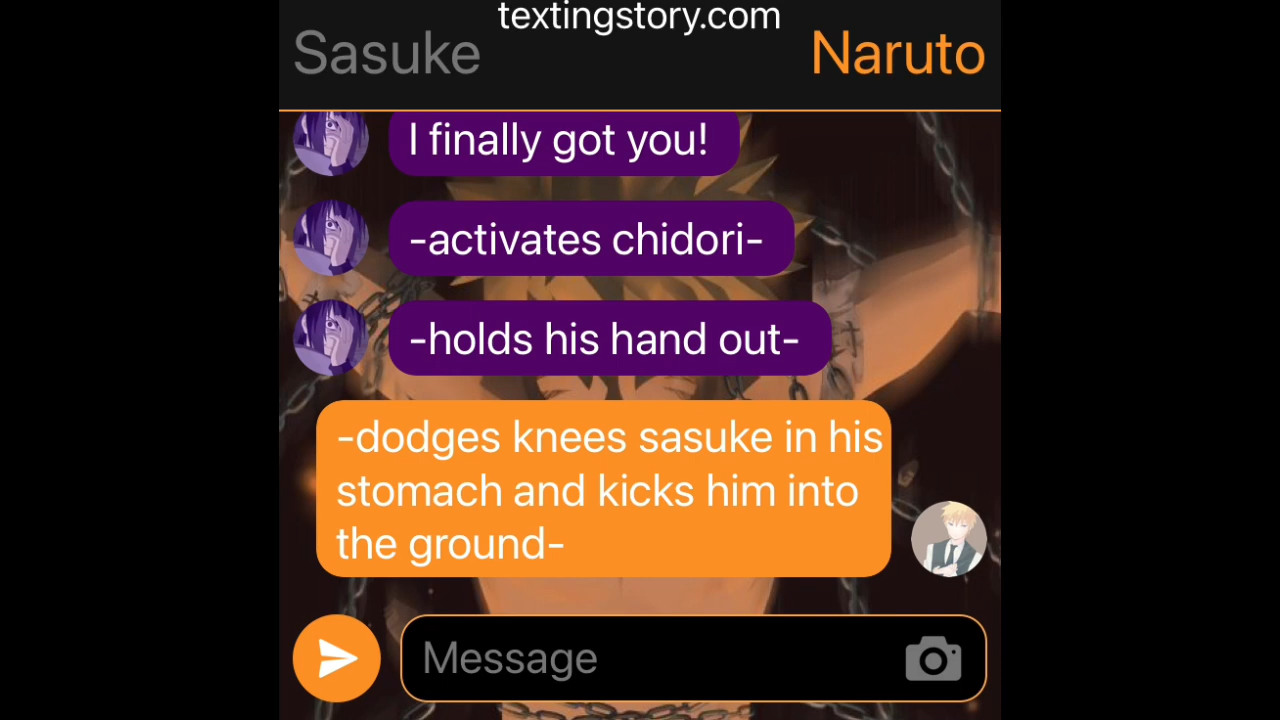 textingstory.com
Sasuke
Naruto
I finally got you!
-activates chidori-
-holds his hand out-
-dodges knees sasuke in his
stomach and kicks him into
the ground-
Message